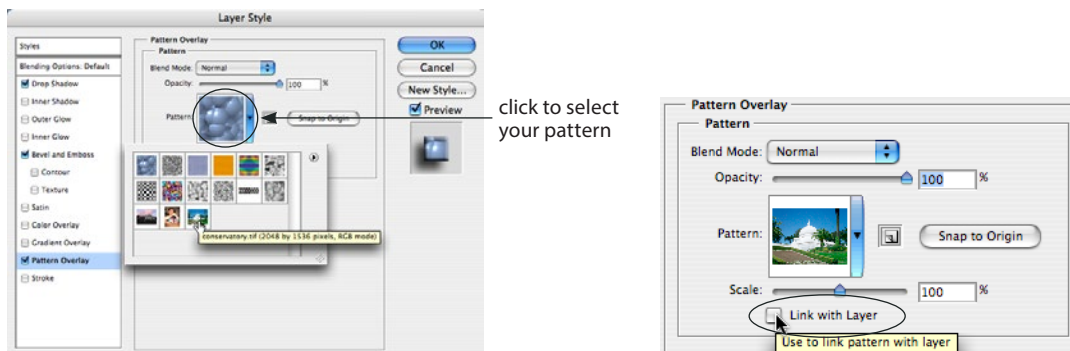 Layer Style
Styles
Blending Options: Default
Drop Shadow
Inner Shadow
Outer Glow
Inner Glow
Bevel and Emboss
Contour
Texture
Satin
Color Overlay
Gradient Overlay
Pattern Overlay
Stroke
Pattern Overlay
Pattern
Blend Mode: Normal
Opacity: 100 %
Pattern:
Snap to Origin
conservatory.tif (2048 by 1536 pixels, RGB mode)
OK
Cancel
New Style...
Preview
click to select
your pattern
Pattern Overlay
Pattern
Blend Mode: Normal
Opacity: 100 %
Pattern:
Snap to Origin
Scale: 100 %
Link with Layer
Use to link pattern with layer